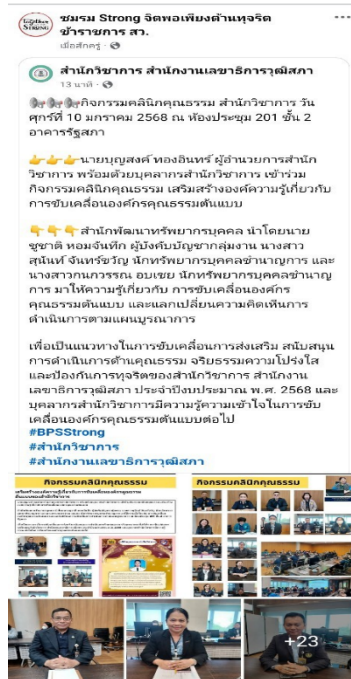 ชมรม Strong จิตพอเพียงต้านทุจริต
ข้าราชการ สว.
เมื่อสักครู่
สำนักวิชาการ สำนักงานเลขาธิการวุฒิสภา
13 นาที
กิจกรรมคลินิกคุณธรรม สำนักวิชาการ วัน
ศุกร์ที่ 10 มกราคม 2568 ณ ห้องประชุม 201 ชั้น 2
อาคารรัฐสภา
👉👉👉นายบุญสงค์ ทองอินทร์ ผู้อำนวยการสำนัก
วิชาการ พร้อมด้วยบุคลากรสำนักวิชาการ เข้าร่วม
กิจกรรมคลินิกคุณธรรม เสริมสร้างองค์ความรู้เกี่ยวกับ
การขับเคลื่อนองค์กรคุณธรรมต้นแบบ
👇👇👇สำนักพัฒนาทรัพยากรบุคคล นำโดยนาย
ชูชาติ หอมจันทึก ผู้บังคับบัญชากลุ่มงาน นางสาว
สุนันท์ จันทร์ขวัญ นักทรัพยากรบุคคลชำนาญการ และ
นางสาวกนกวรรณ อบเชย นักทรัพยากรบุคคลชำนาญ
การ มาให้ความรู้เกี่ยวกับ การขับเคลื่อนองค์กร
คุณธรรมต้นแบบ และแลกเปลี่ยนความคิดเห็นการ
ดำเนินการตามแผนบูรณาการ
เพื่อเป็นแนวทางในการขับเคลื่อนการส่งเสริม สนับสนุน
การดำเนินการด้านคุณธรรม จริยธรรมความโปร่งใส
และป้องกันการทุจริตของสำนักวิชาการ สำนักงาน
เลขาธิการวุฒิสภา ประจำปีงบประมาณ พ.ศ. 2568 และ
บุคลากรสำนักวิชาการมีความรู้ความเข้าใจในการขับ
เคลื่อนองค์กรคุณธรรมต้นแบบต่อไป
#BPSStrong
#สำนักวิชาการ
#สำนักงานเลขาธิการวุฒิสภา
กิจกรรมคลินิกคุณธรรม
กิจกรรมคลินิกคุณธรรม
+23